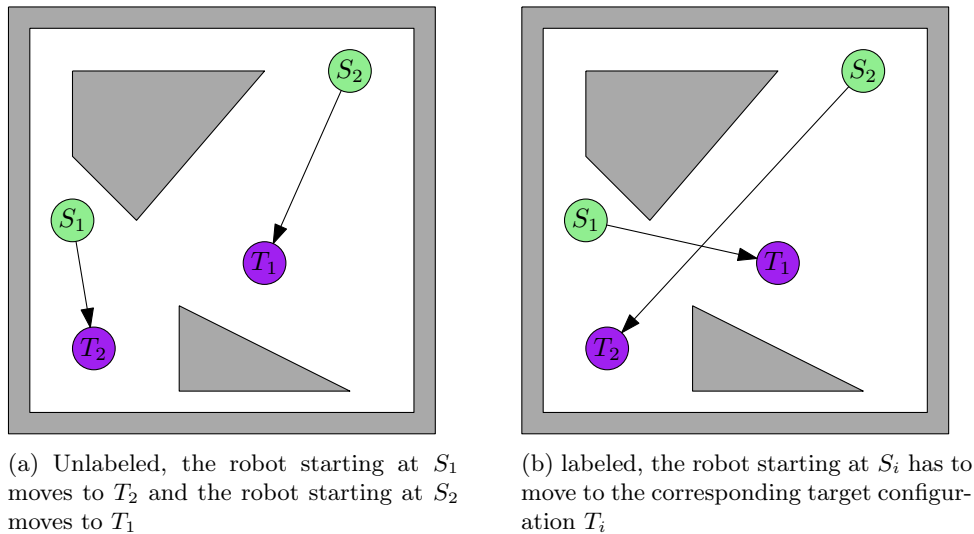 S₂
S₁
T₁
T₂
S₂
S₁
T₁
T₂
(a) Unlabeled, the robot starting at S₁
moves to T₂ and the robot starting at S₂
moves to T₁
(b) labeled, the robot starting at Sᵢ has to
move to the corresponding target configur-
ation Tᵢ